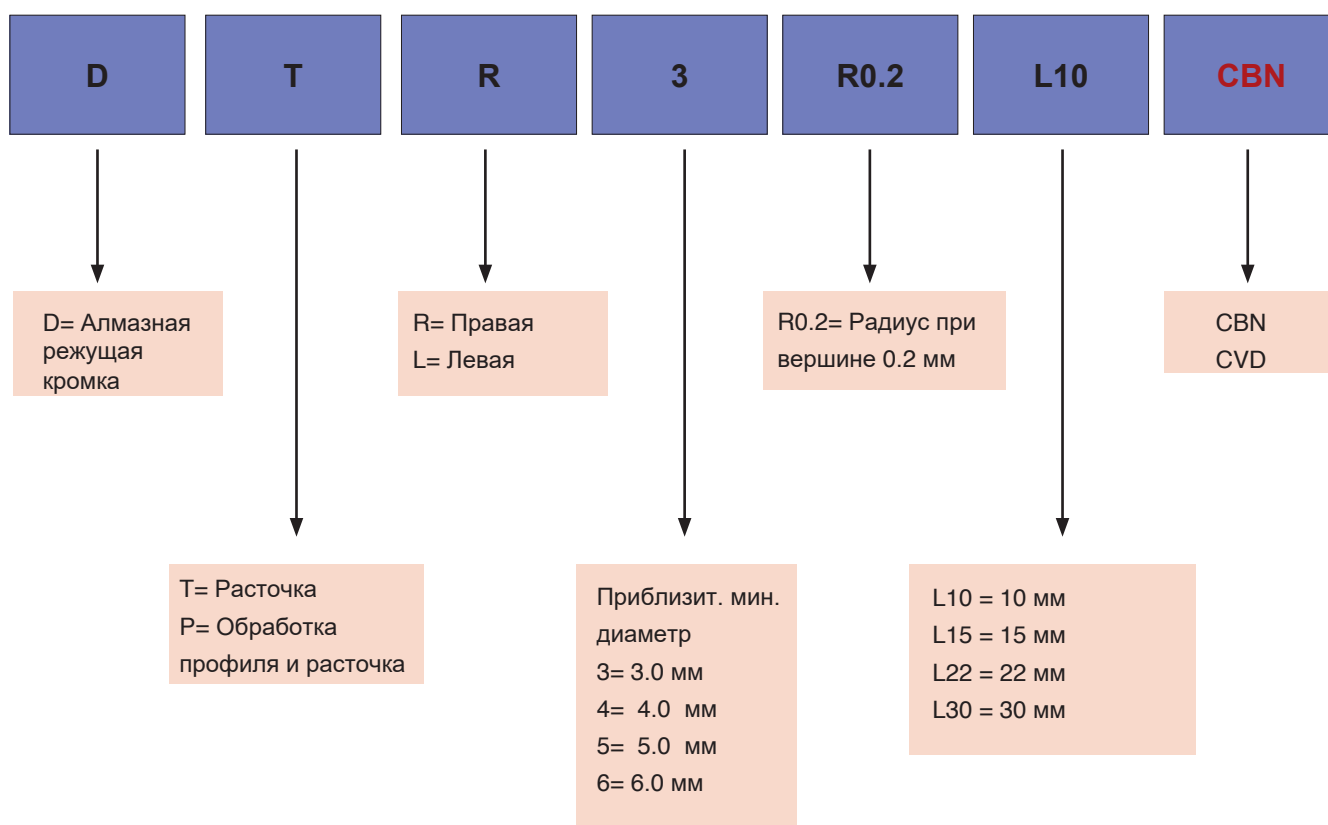 D T R 3 R0.2 L10 CBN
D= Алмазная
режущая
кромка
R= Правая
L= Левая
R0.2= Радиус при
вершине 0.2 мм
CBN
CVD
T= Расточка
P= Обработка
профиля и расточка
Приблизит. мин.
диаметр
3= 3.0 мм
4= 4.0 мм
5= 5.0 мм
6= 6.0 мм
L10 = 10 мм
L15 = 15 мм
L22 = 22 мм
L30 = 30 мм